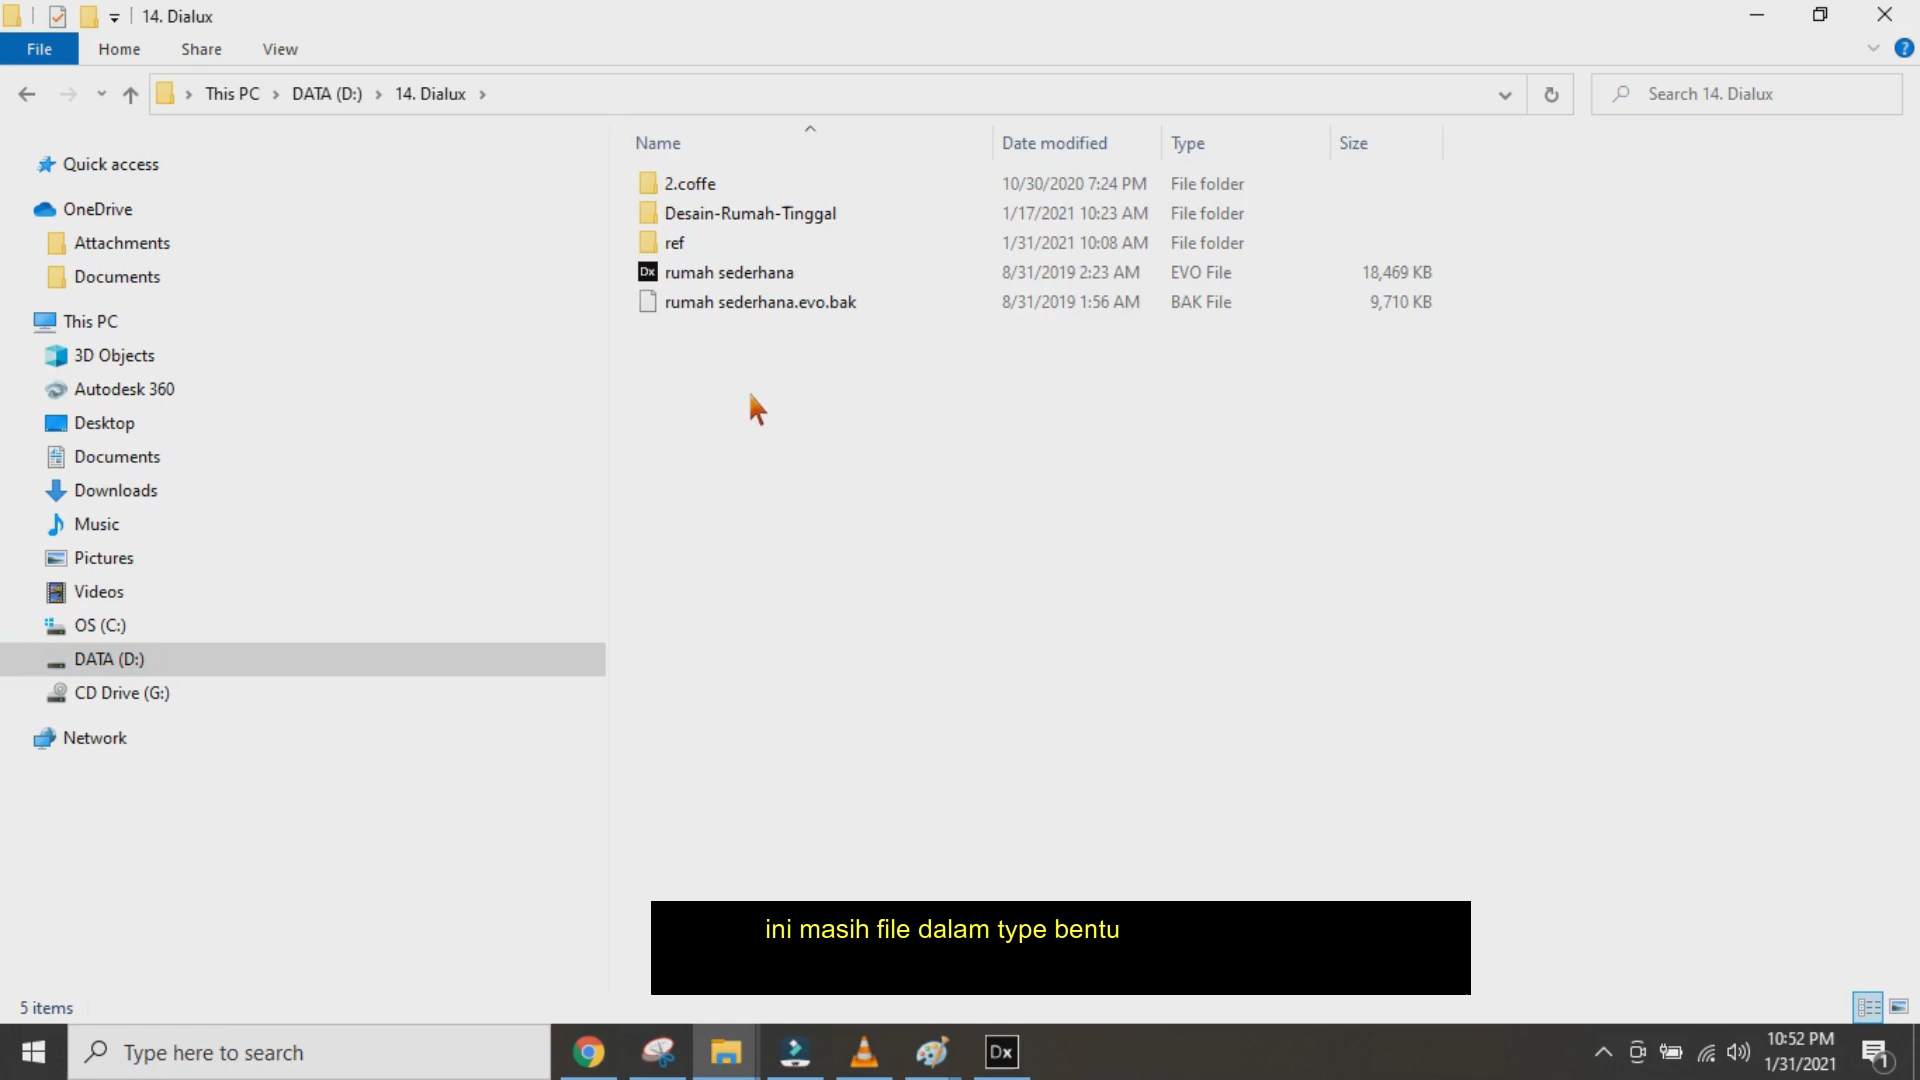 14. Dialux
File Home Share View
This PC DATA (D:) 14. Dialux
Search 14. Dialux
Name Date modified Type Size
Quick access
OneDrive
Attachments
Documents
This PC
3D Objects
Autodesk 360
Desktop
Documents
Downloads
Music
Pictures
Videos
OS (C:)
DATA (D:)
CD Drive (G:)
Network
2.coffe 10/30/2020 7:24 PM File folder
Desain-Rumah-Tinggal 1/17/2021 10:23 AM File folder
ref 1/31/2021 10:08 AM File folder
Dx rumah sederhana 8/31/2019 2:23 AM EVO File 18,469 KB
rumah sederhana.evo.bak 8/31/2019 1:56 AM BAK File 9,710 KB
ini masih file dalam type bentu
5 items
Type here to search
Dx
10:52 PM
1/31/2021
1